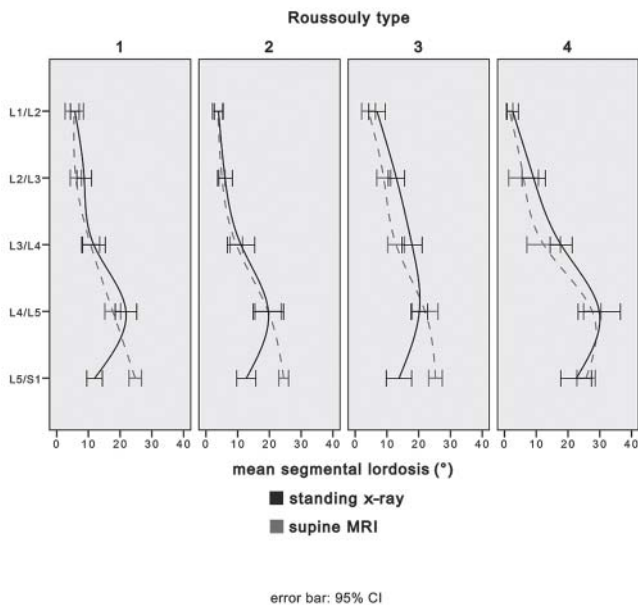 Roussouly type
1 2 3 4
L1/L2
L2/L3
L3/L4
L4/L5
L5/S1
0 10 20 30 40 0 10 20 30 40 0 10 20 30 40 0 10 20 30 40
mean segmental lordosis (°)
standing x-ray
supine MRI
error bar: 95% CI